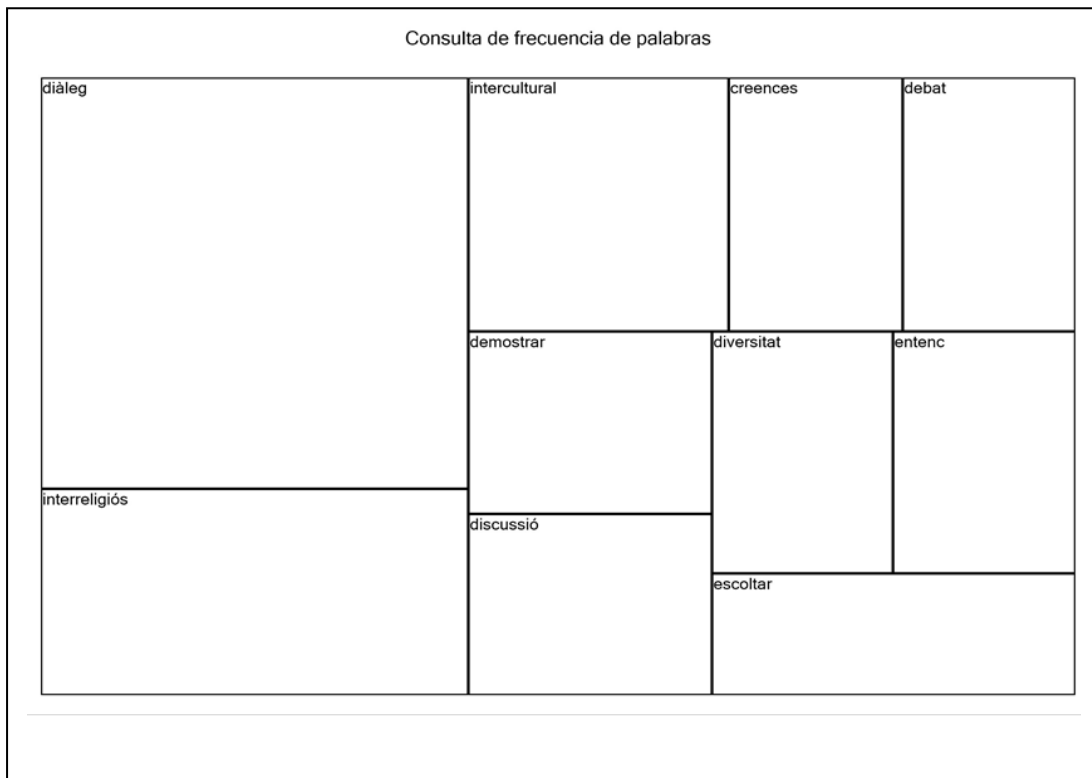 Consulta de frecuencia de palabras
diàleg
intercultural
creences
debat
demostrar
diversitat
entenc
interreligiós
discussió
escoltar